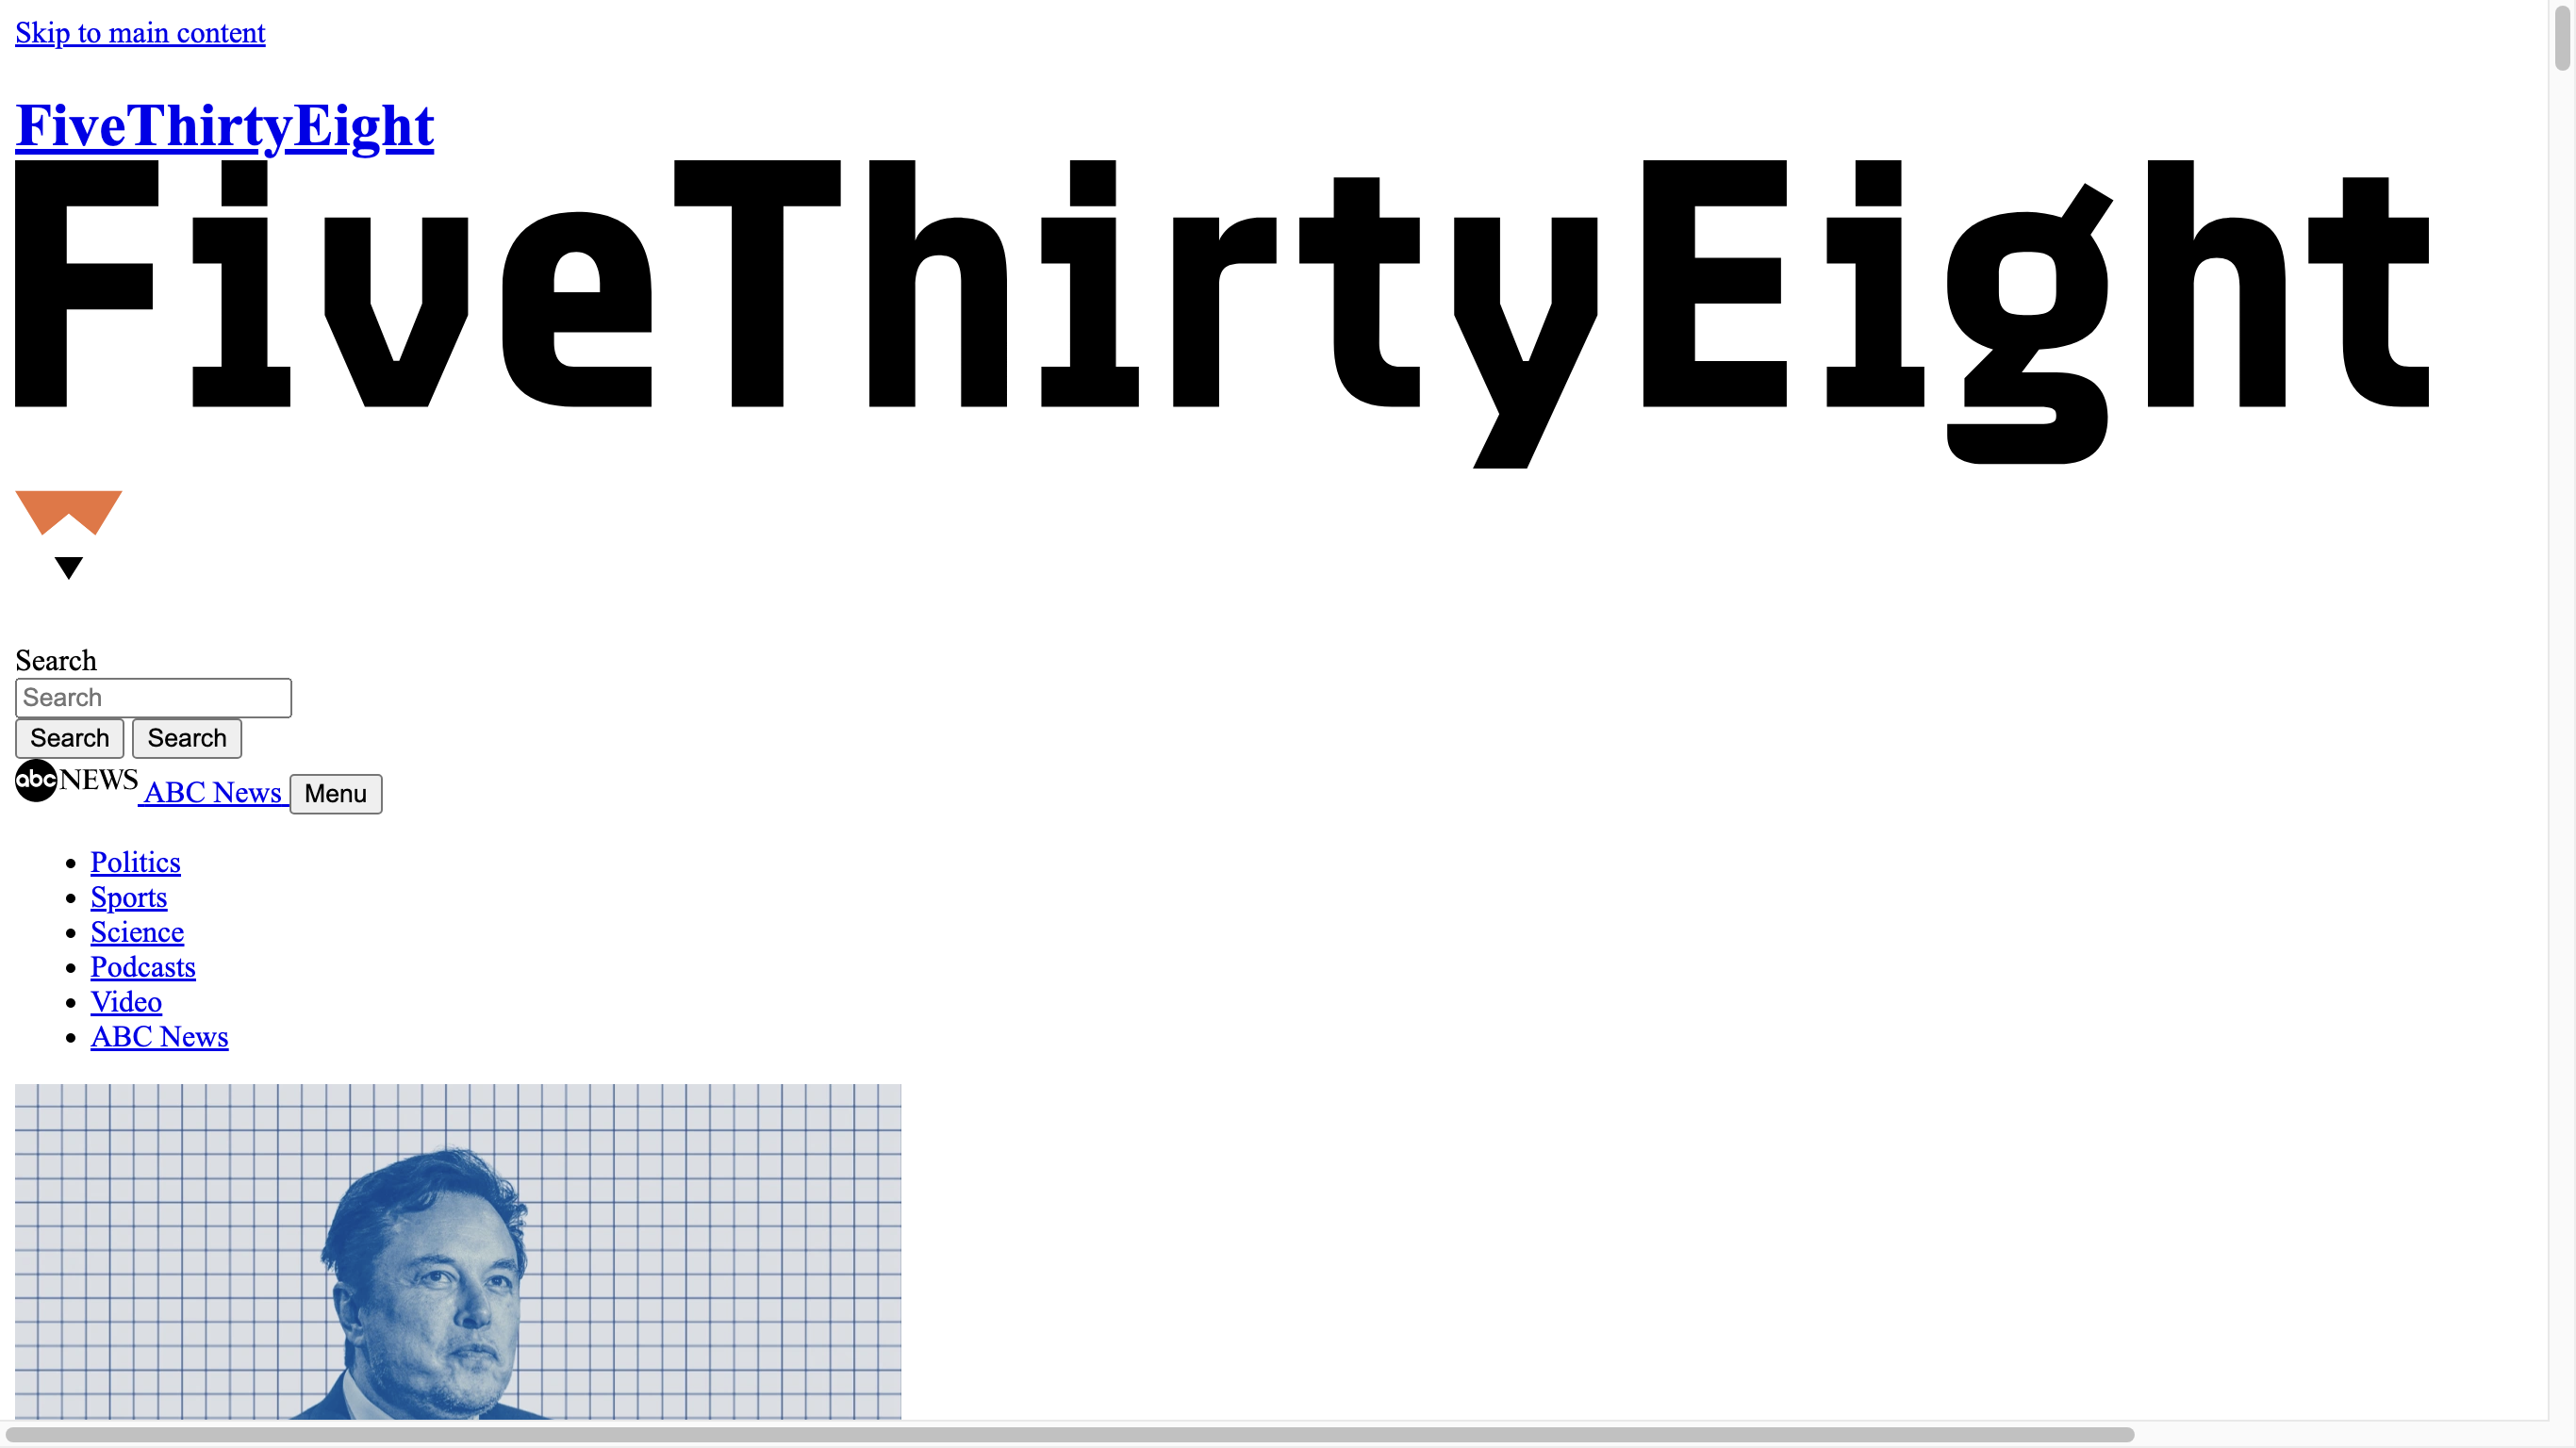 Skip to main content
FiveThirtyEight
FiveThirtyEight
Search
Search
Search Search
abc NEWS ABC News Menu
Politics
Sports
Science
Podcasts
Video
ABC News